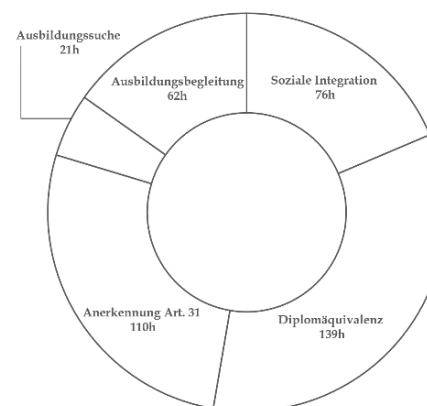 Ausbildungssuche
21h
Ausbildungsbegleitung
62h
Soziale Integration
76h
Anerkennung Art. 31
110h
Diplomäquivalenz
139h